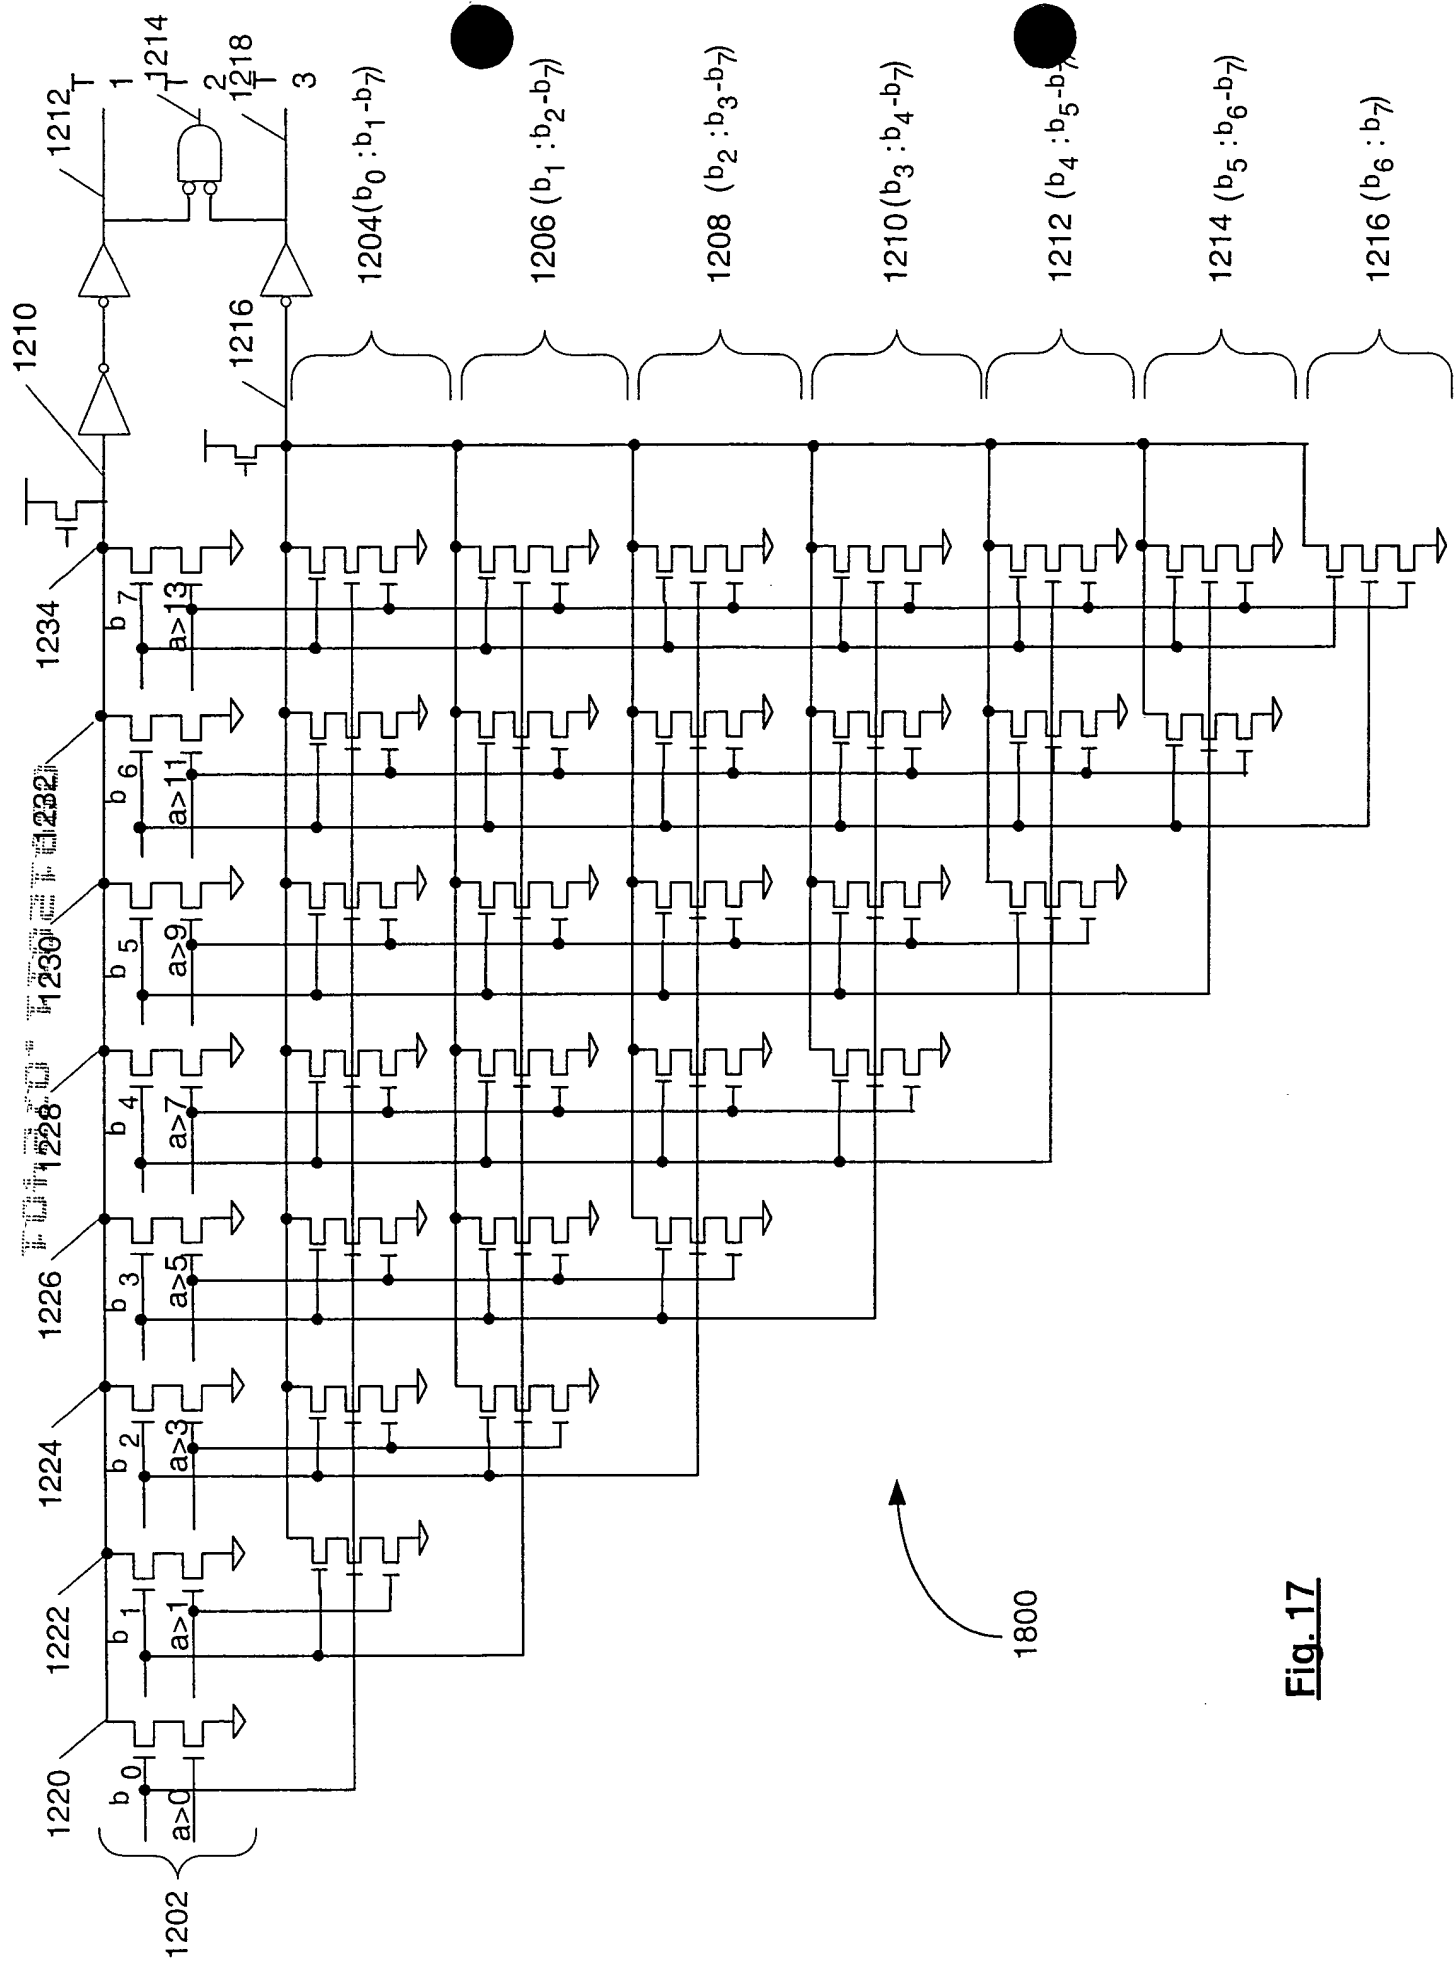 1202
1220
1222
1224
1226
1228
1230
1232
1234
1210
1212
T 1
1214
T 2
1218
T 3
1216
b 0
a>0
b 1
a>1
b 2
a>3
b 3
a>5
b 4
a>7
b 5
a>9
b 6
a>11
b 7
a>13
1204(b0 :b1-b7)
1206 (b1 :b2-b7)
1208 (b2 :b3-b7)
1210(b3 :b4-b7)
1212 (b4 :b5-b7)
1214 (b5 :b6-b7)
1216 (b6 :b7)
1800
Fig. 17